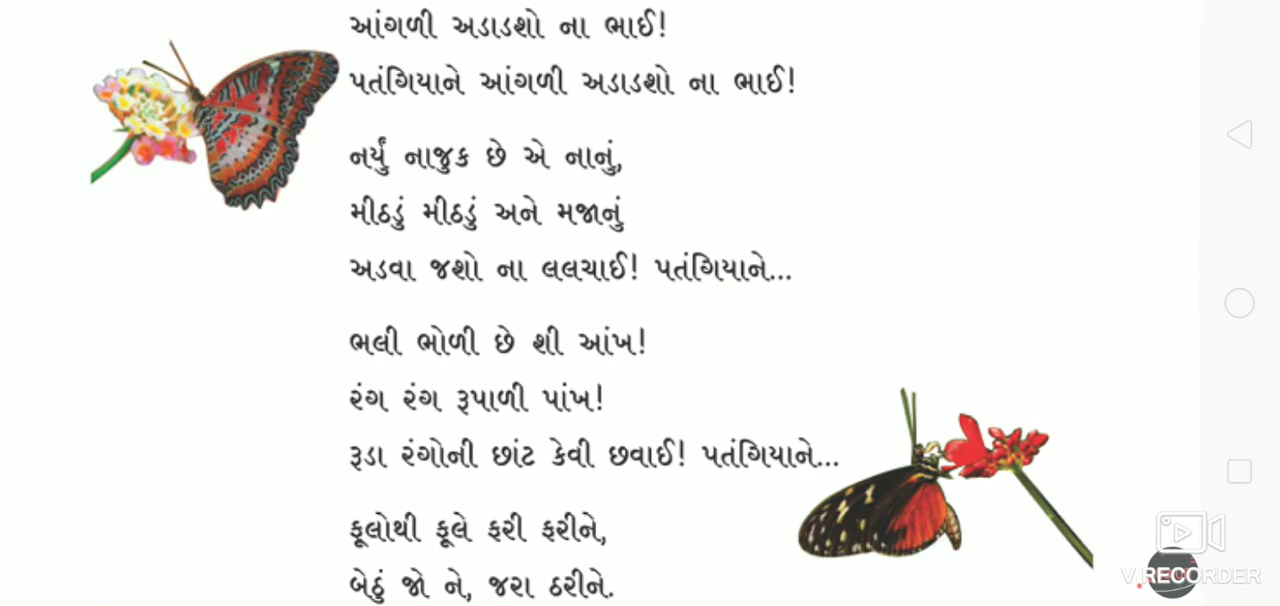 આંગળી અડાડશો ના ભાઈ!
પતંગિયાને આંગળી અડાડશો ના ભાઈ!
નર્યું નાજુક છે એ નાનું,
મીઠડું મીઠડું અને મજાનું
અડવા જશો ના લલચાઈ! પતંગિયાને...
ભલી ભોળી છે શી આંખ!
રંગ રંગ રૂપાળી પાંખ!
રૂડા રંગોની છાંટ કેવી છવાઈ! પતંગિયાને...
ફૂલોથી ફૂલે ફરી ફરીને,
બેઠું જો ને, જરા ઠરીને.
V.RECORDER